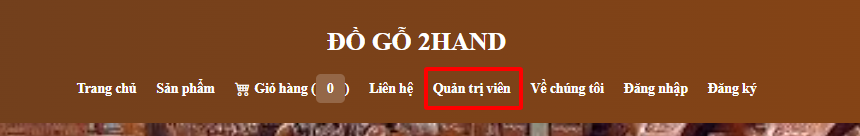 ĐỒ GỖ 2HAND
Trang chủ Sản phẩm Giỏ hàng ( 0 ) Liên hệ Quản trị viên Về chúng tôi Đăng nhập Đăng ký